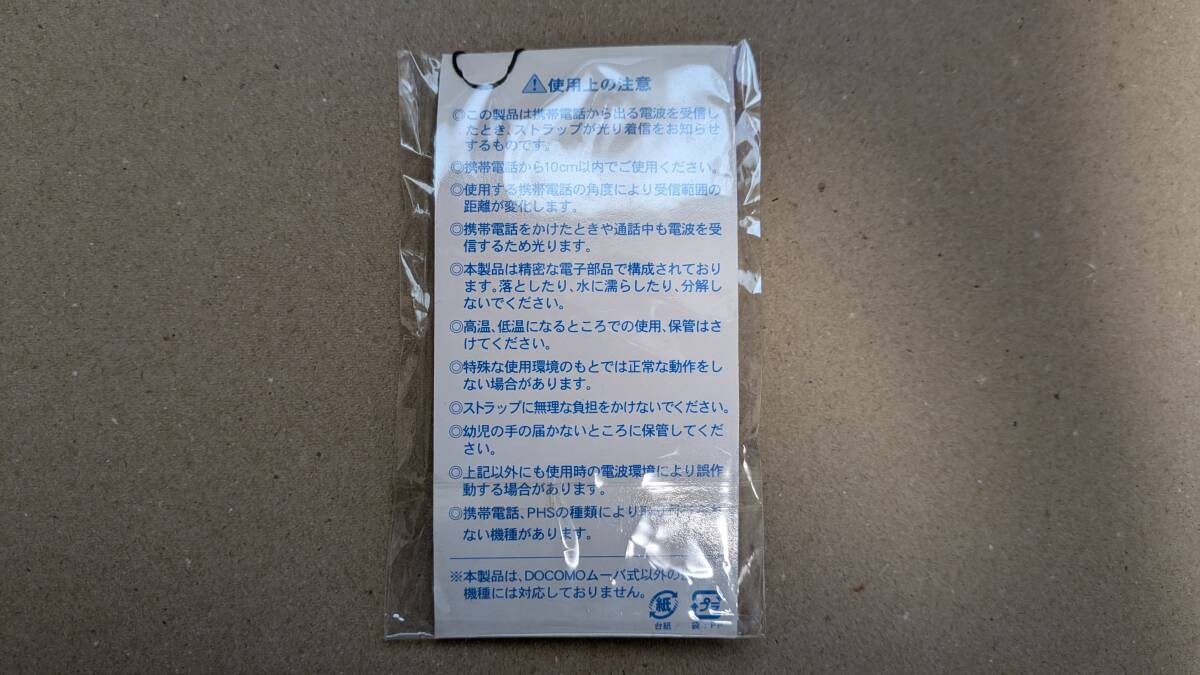 ⚠使用上の注意
◎この製品は携帯電話から出る電波を受信し
たとき、ストラップが光り着信をお知らせ
するものです。
◎携帯電話から10cm以内でご使用ください。
◎使用する携帯電話の角度により受信範囲の
距離が変化します。
◎携帯電話をかけたときや通話中も電波を受
信するため光ります。
◎本製品は精密な電子部品で構成されており
ます。落としたり、水に濡らしたり、分解し
ないでください。
◎高温、低温になるところでの使用、保管はさ
けてください。
◎特殊な使用環境のもとでは正常な動作をし
ない場合があります。
◎ストラップに無理な負担をかけないでください。
◎幼児の手の届かないところに保管してくだ
さい。
◎上記以外にも使用時の電波環境により誤作
動する場合があります。
◎携帯電話、PHSの種類により
ない機種があります。
※本製品は、DOCOMOムーバ式以外の
機種には対応しておりません。
紙 プラ
台紙 袋:PP